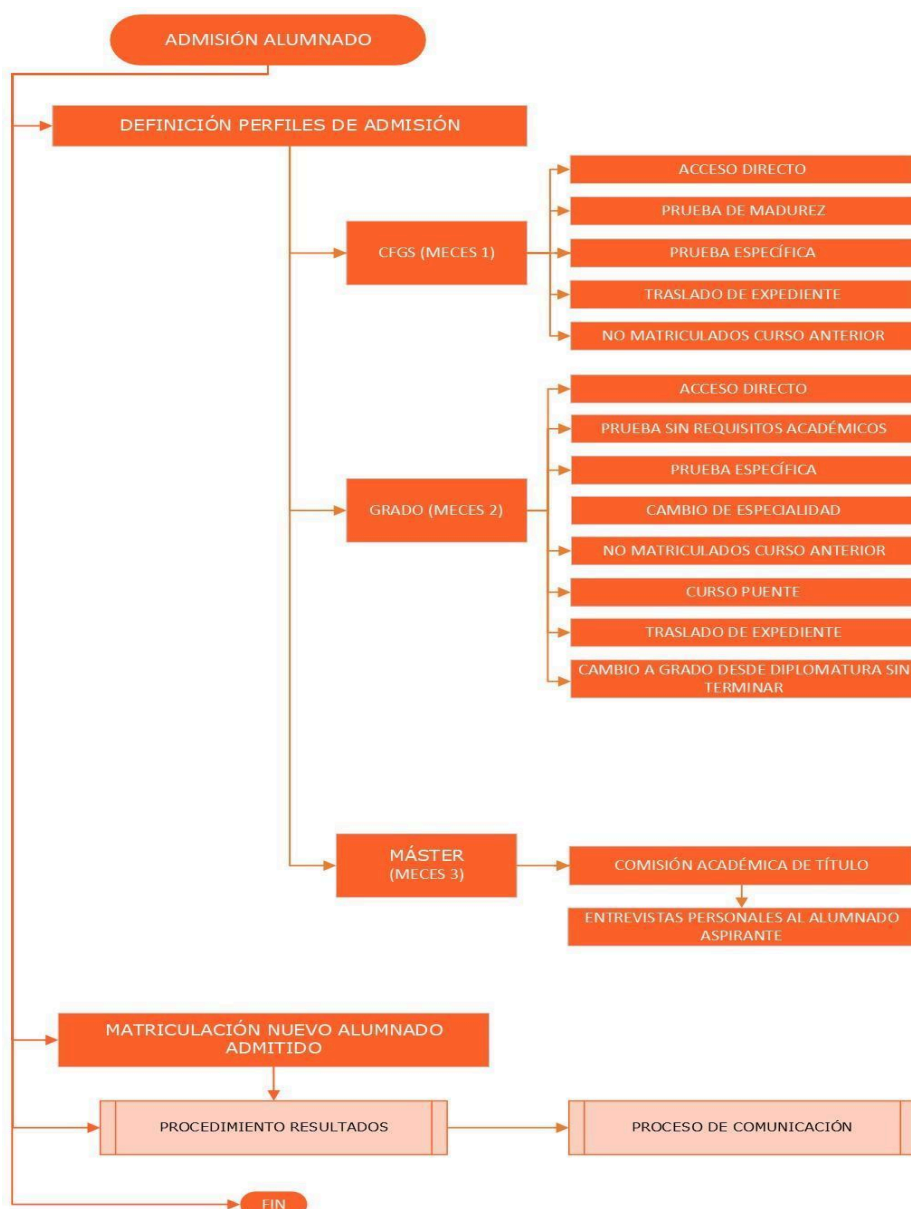 ADMISIÓN ALUMNADO
DEFINICIÓN PERFILES DE ADMISIÓN
CFGS (MECES 1)
ACCESO DIRECTO
PRUEBA DE MADUREZ
PRUEBA ESPECÍFICA
TRASLADO DE EXPEDIENTE
NO MATRICULADOS CURSO ANTERIOR
GRADO (MECES 2)
ACCESO DIRECTO
PRUEBA SIN REQUISITOS ACADÉMICOS
PRUEBA ESPECÍFICA
CAMBIO DE ESPECIALIDAD
NO MATRICULADOS CURSO ANTERIOR
CURSO PUENTE
TRASLADO DE EXPEDIENTE
CAMBIO A GRADO DESDE DIPLOMATURA SIN
TERMINAR
MÁSTER
(MECES 3)
COMISIÓN ACADÉMICA DE TÍTULO
ENTREVISTAS PERSONALES AL ALUMNADO
ASPIRANTE
MATRICULACIÓN NUEVO ALUMNADO
ADMITIDO
PROCEDIMIENTO RESULTADOS
PROCESO DE COMUNICACIÓN
FIN